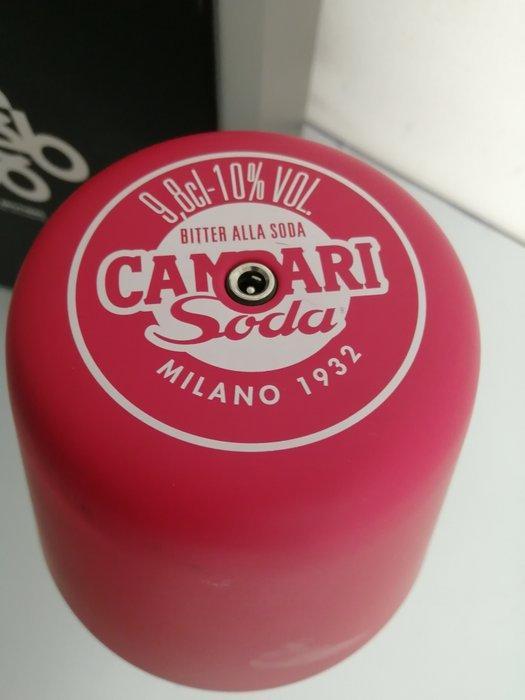 9,8cl-10% VOL.
BITTER ALLA SODA
CAMPARI
Soda
MILANO 1932